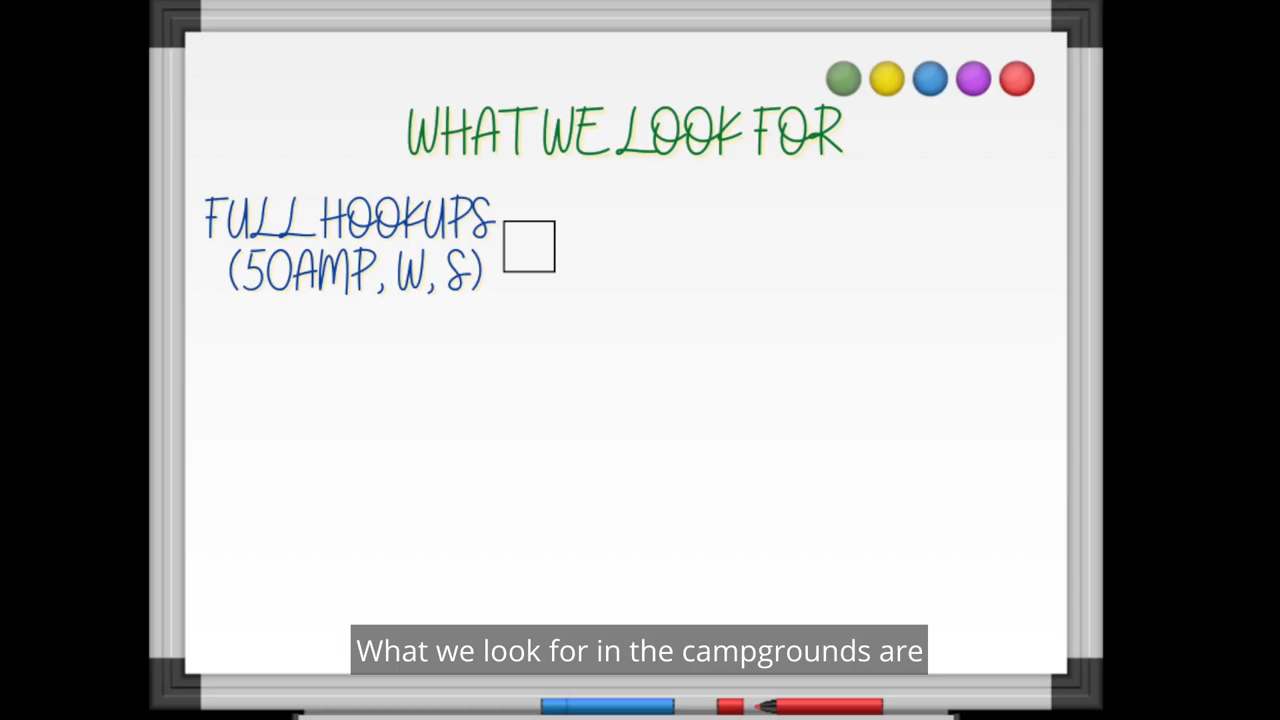 WHAT WE LOOK FOR
FULL HOOKUPS
(50AMP, W, S)
What we look for in the campgrounds are